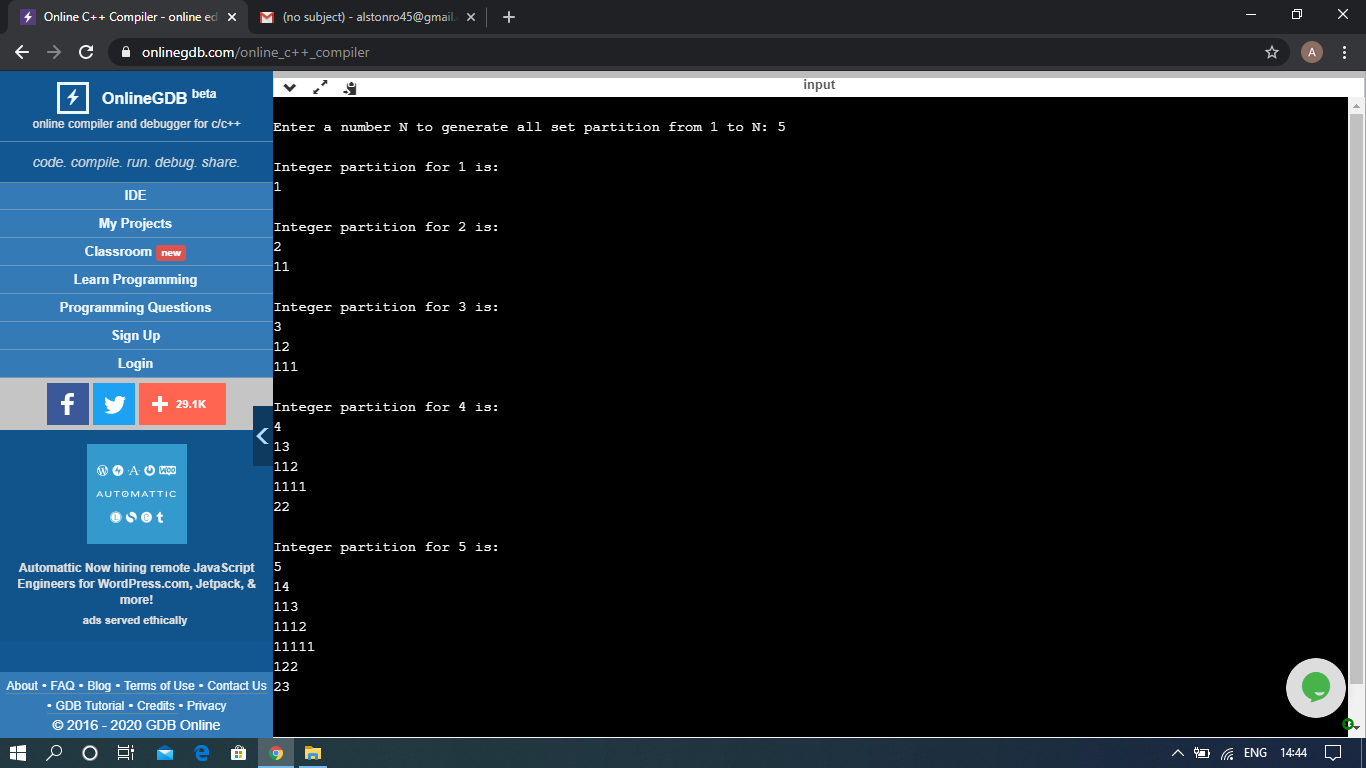 Online C++ Compiler - online ed
(no subject) - alstonro45@gmail.
onlinegdb.com/online_c++_compiler
A
OnlineGDB beta
online compiler and debugger for c/c++
code. compile. run. debug. share.
IDE
My Projects
Classroom new
Learn Programming
Programming Questions
Sign Up
Login
29.1K
WOO
AUTOMATTIC
Automattic Now hiring remote JavaScript
Engineers for WordPress.com, Jetpack, &
more!
ads served ethically
About • FAQ • Blog • Terms of Use • Contact Us
• GDB Tutorial • Credits • Privacy
© 2016 - 2020 GDB Online
input
Enter a number N to generate all set partition from 1 to N: 5
Integer partition for 1 is:
1
Integer partition for 2 is:
2
11
Integer partition for 3 is:
3
12
111
Integer partition for 4 is:
4
13
112
1111
22
Integer partition for 5 is:
5
14
113
1112
11111
122
23
ENG
14:44